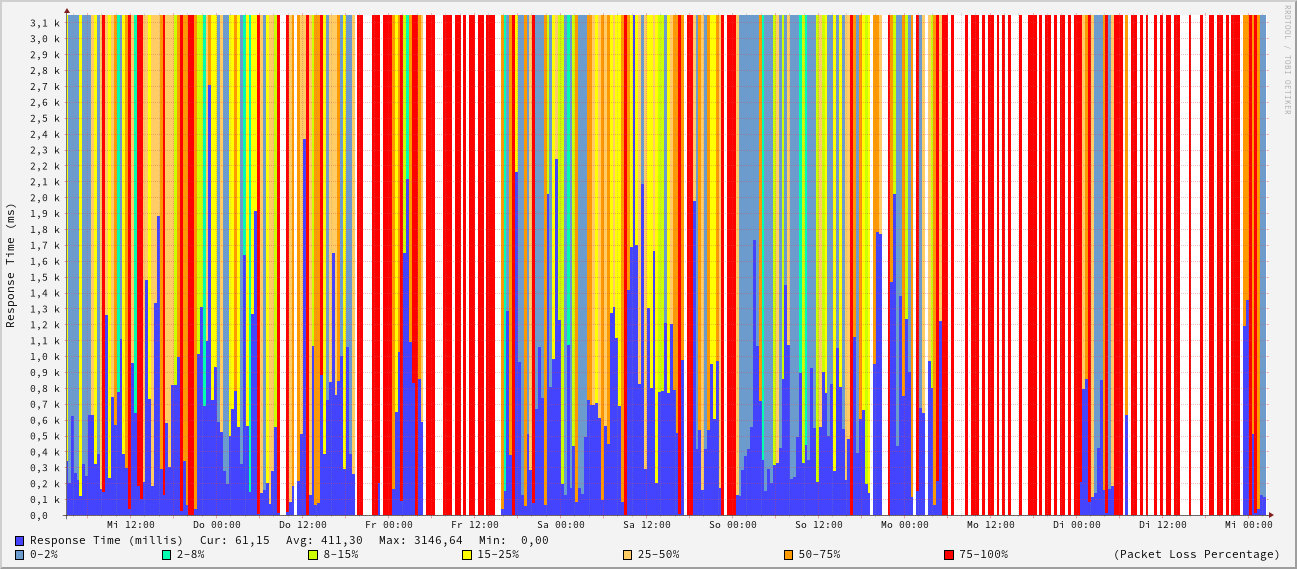 RRDTOOL / TOBI OETIKER
Response Time (ms)
3,1 k
3,0 k
2,9 k
2,8 k
2,7 k
2,6 k
2,5 k
2,4 k
2,3 k
2,2 k
2,1 k
2,0 k
1,9 k
1,8 k
1,7 k
1,6 k
1,5 k
1,4 k
1,3 k
1,2 k
1,1 k
1,0 k
0,9 k
0,8 k
0,7 k
0,6 k
0,5 k
0,4 k
0,3 k
0,2 k
0,1 k
0,0
Mi 12:00 Do 00:00 Do 12:00 Fr 00:00 Fr 12:00 Sa 00:00 Sa 12:00 So 00:00 So 12:00 Mo 00:00 Mo 12:00 Di 00:00 Di 12:00 Mi 00:00
Response Time (millis) Cur: 61,15 Avg: 411,30 Max: 3146,64 Min: 0,00
0-2% 2-8% 8-15% 15-25% 25-50% 50-75% 75-100% (Packet Loss Percentage)